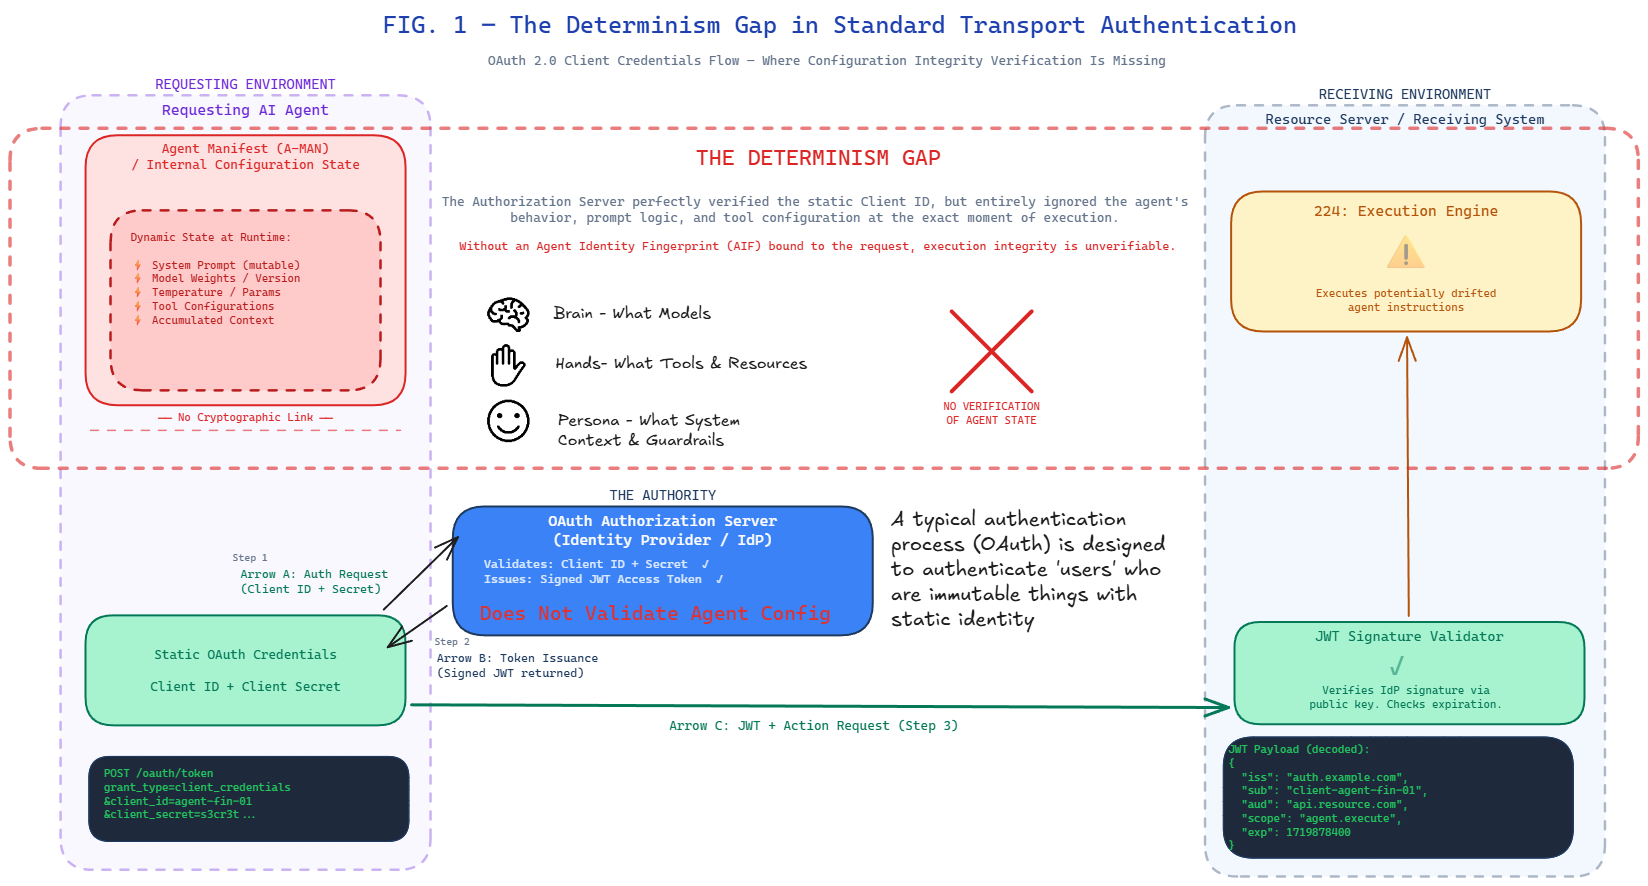 FIG. 1 — The Determinism Gap in Standard Transport Authentication
OAuth 2.0 Client Credentials Flow — Where Configuration Integrity Verification Is Missing
REQUESTING ENVIRONMENT
Requesting AI Agent
Agent Manifest (A-MAN)
/ Internal Configuration State
Dynamic State at Runtime:
⚡ System Prompt (mutable)
⚡ Model Weights / Version
⚡ Temperature / Params
⚡ Tool Configurations
⚡ Accumulated Context
—— No Cryptographic Link ——
THE DETERMINISM GAP
The Authorization Server perfectly verified the static Client ID, but entirely ignored the agent's
behavior, prompt logic, and tool configuration at the exact moment of execution.
Without an Agent Identity Fingerprint (AIF) bound to the request, execution integrity is unverifiable.
Brain - What Models
Hands- What Tools & Resources
Persona - What System
Context & Guardrails
NO VERIFICATION
OF AGENT STATE
RECEIVING ENVIRONMENT
Resource Server / Receiving System
224: Execution Engine
⚠️
Executes potentially drifted
agent instructions
THE AUTHORITY
OAuth Authorization Server
(Identity Provider / IdP)
Validates: Client ID + Secret ✓
Issues: Signed JWT Access Token ✓
Does Not Validate Agent Config
A typical authentication
process (OAuth) is designed
to authenticate 'users' who
are immutable things with
static identity
Step 1
Arrow A: Auth Request
(Client ID + Secret)
Step 2
Arrow B: Token Issuance
(Signed JWT returned)
Static OAuth Credentials
Client ID + Client Secret
Arrow C: JWT + Action Request (Step 3)
JWT Signature Validator
✓
Verifies IdP signature via
public key. Checks expiration.
POST /oauth/token
grant_type=client_credentials
&client_id=agent-fin-01
&client_secret=s3cr3t...
JWT Payload (decoded):
{
"iss": "auth.example.com",
"sub": "client-agent-fin-01",
"aud": "api.resource.com",
"scope": "agent.execute",
"exp": 1719878400
}